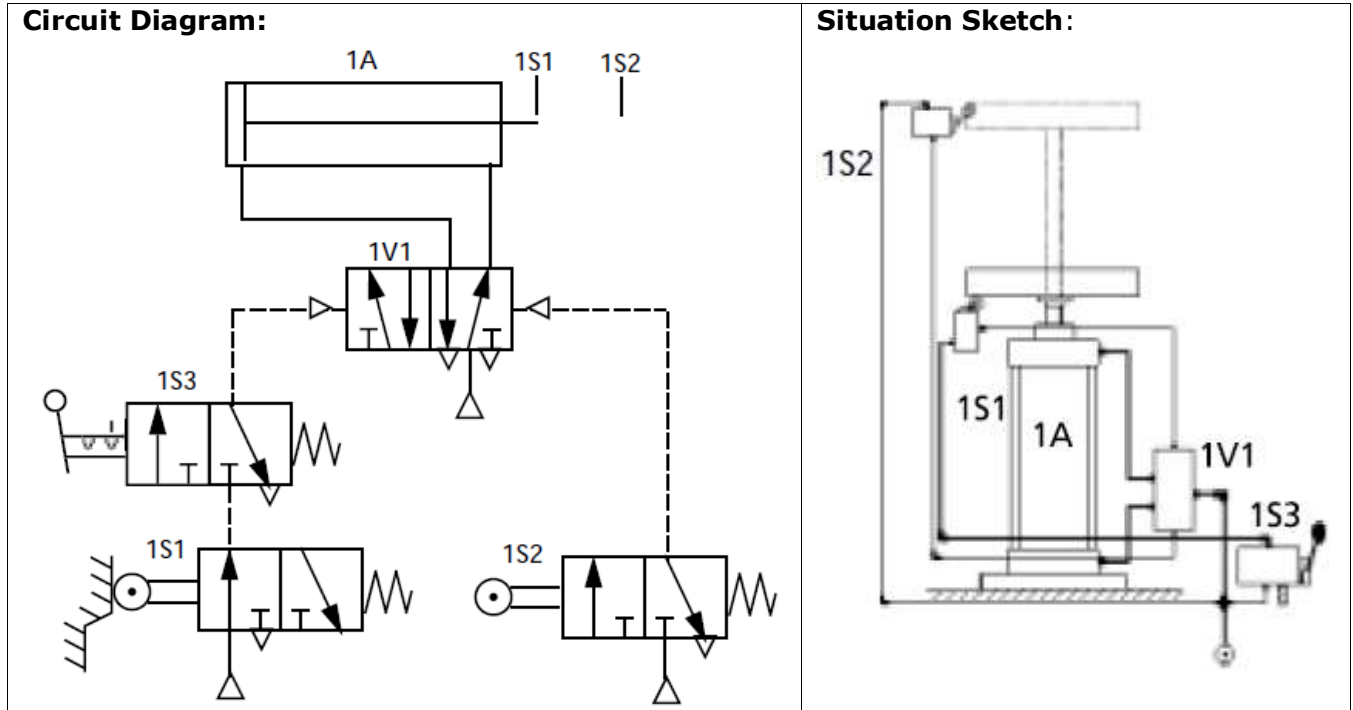 Circuit Diagram:
1A
1S1
1S2
1V1
1S3
1S1
1S2
Situation Sketch:
1S2
1S1
1A
1V1
1S3